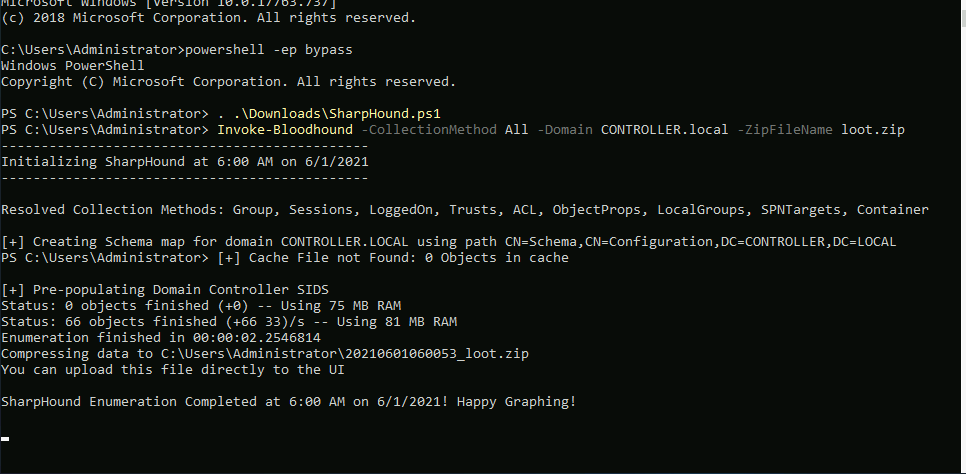 Microsoft Windows [Version 10.0.17763.737]
(c) 2018 Microsoft Corporation. All rights reserved.
C:\Users\Administrator>powershell -ep bypass
Windows PowerShell
Copyright (C) Microsoft Corporation. All rights reserved.
PS C:\Users\Administrator> . .\Downloads\SharpHound.ps1
PS C:\Users\Administrator> Invoke-Bloodhound -CollectionMethod All -Domain CONTROLLER.local -ZipFileName loot.zip
----------------------------------------------
Initializing SharpHound at 6:00 AM on 6/1/2021
----------------------------------------------
Resolved Collection Methods: Group, Sessions, LoggedOn, Trusts, ACL, ObjectProps, LocalGroups, SPNTargets, Container
[+] Creating Schema map for domain CONTROLLER.LOCAL using path CN=Schema,CN=Configuration,DC=CONTROLLER,DC=LOCAL
PS C:\Users\Administrator> [+] Cache File not Found: 0 Objects in cache
[+] Pre-populating Domain Controller SIDS
Status: 0 objects finished (+0) -- Using 75 MB RAM
Status: 66 objects finished (+66 33)/s -- Using 81 MB RAM
Enumeration finished in 00:00:02.2546814
Compressing data to C:\Users\Administrator\20210601060053_loot.zip
You can upload this file directly to the UI
SharpHound Enumeration Completed at 6:00 AM on 6/1/2021! Happy Graphing!